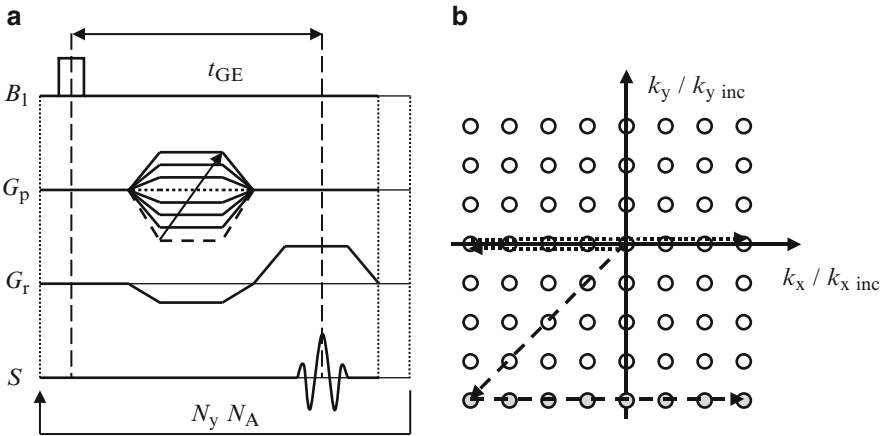 a
t_GE
B_1
G_p
G_r
S
N_y N_A
b
k_y / k_y inc
k_x / k_x inc